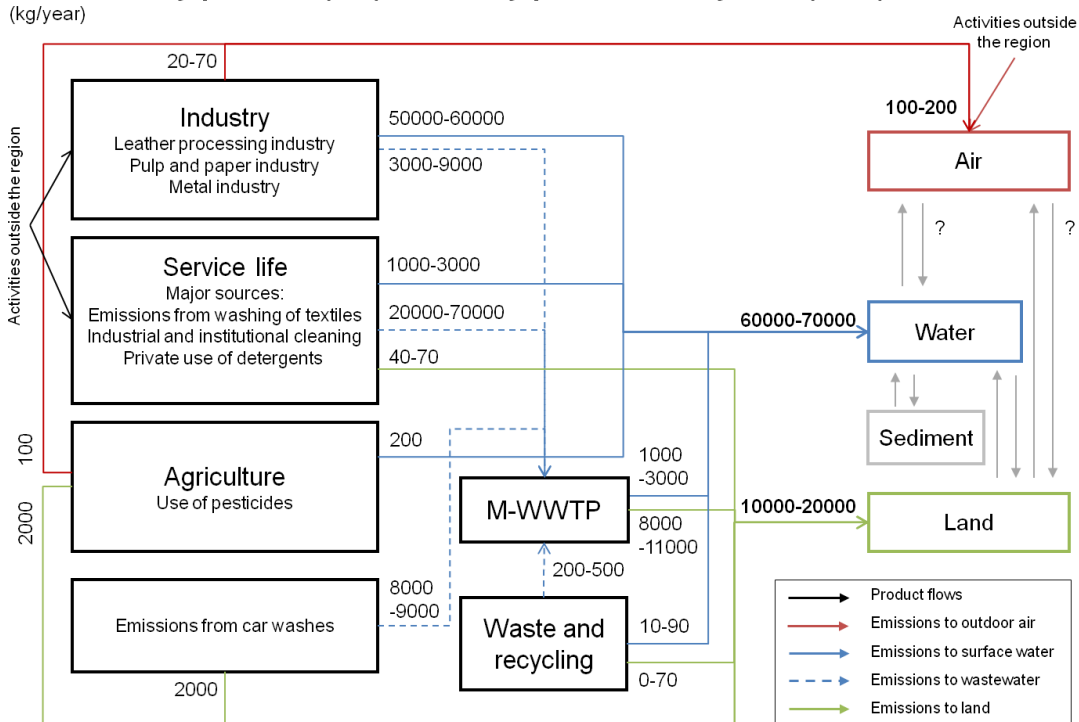 (kg/year)
Activities outside
the region
20-70
100-200
Industry
Leather processing industry
Pulp and paper industry
Metal industry
50000-60000
3000-9000
Air
?
?
Activities outside the region
Service life
Major sources:
Emissions from washing of textiles
Industrial and institutional cleaning
Private use of detergents
1000-3000
20000-70000
40-70
60000-70000
Water
Sediment
100
2000
Agriculture
Use of pesticides
200
1000
-3000
M-WWTP
8000
-11000
10000-20000
Land
200-500
Emissions from car washes
8000
-9000
2000
Waste and
recycling
10-90
0-70
Product flows
Emissions to outdoor air
Emissions to surface water
Emissions to wastewater
Emissions to land